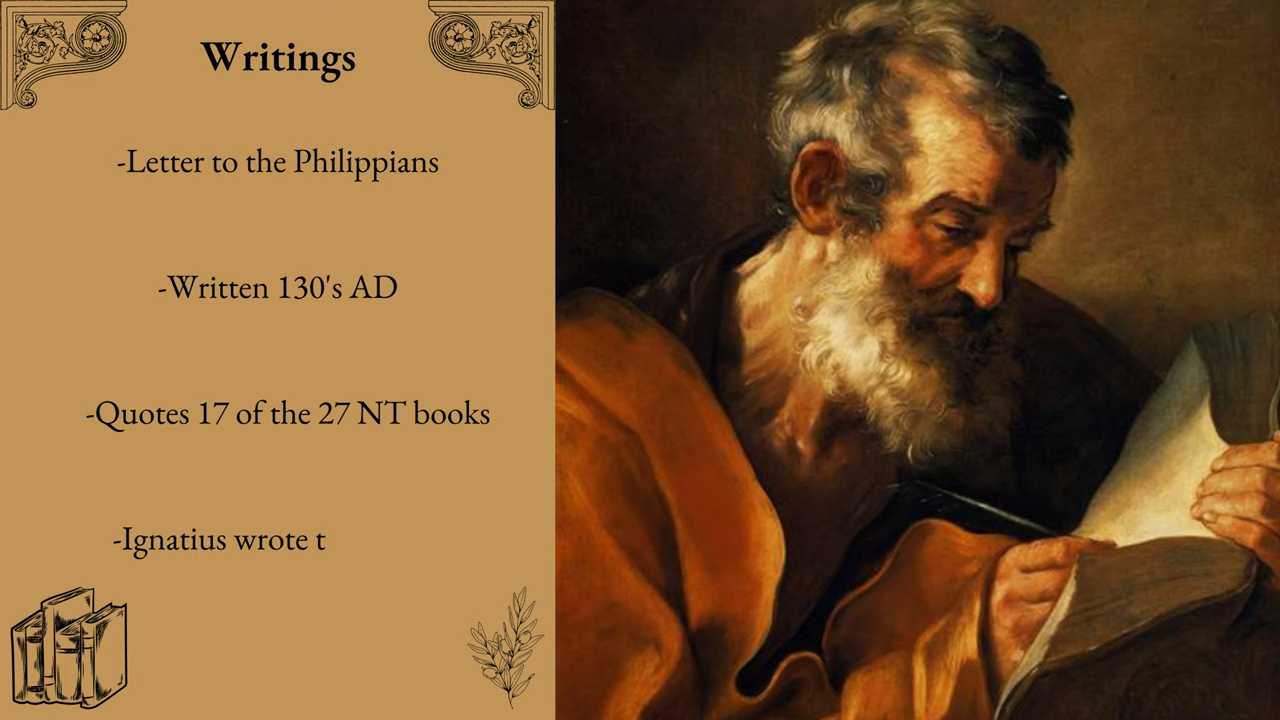 Writings
-Letter to the Philippians
-Written 130's AD
-Quotes 17 of the 27 NT books
-Ignatius wrote t